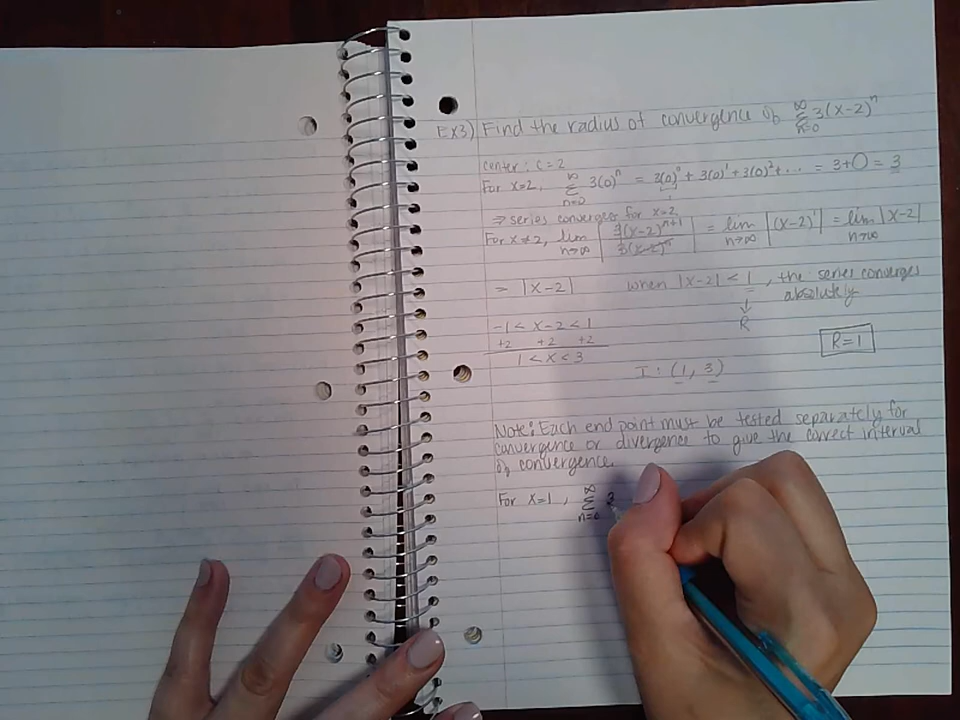 Ex3) Find the radius of convergence of ∞ Σ n=0 3(x-2)^n
center: c=2
For x=2, ∞ Σ n=0 3(0)^n = 3(0)^0 + 3(0)^1 + 3(0)^2 + ... = 3+0 = 3
⇒ series converges for x=2
For x≠2, lim n→∞ | 3(x-2)^n+1 / 3(x-2)^n | = lim n→∞ |(x-2)^1| = lim n→∞ |x-2|
= |x-2| when |x-2| < 1, the series converges
absolutely
↓
R
-1 < x-2 < 1
+2 +2 +2
R=1
1 < x < 3
I: (1, 3)
Note: Each end point must be tested separately for
convergence or divergence to give the correct interval
of convergence.
For x=1, ∞ Σ n=0 3